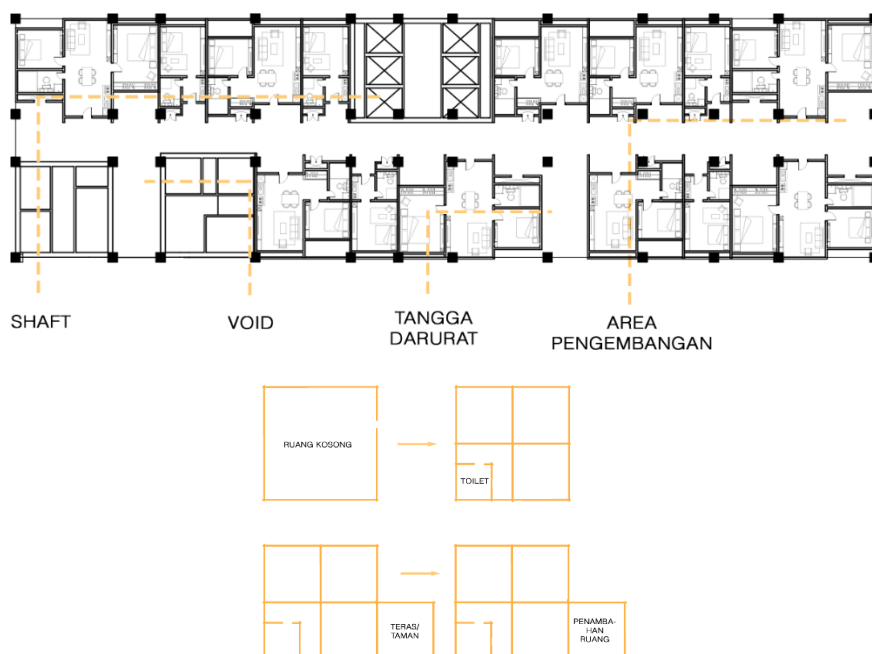 SHAFT
VOID
TANGGA
DARURAT
AREA
PENGEMBANGAN
RUANG KOSONG
TOILET
TERAS/
TAMAN
PENAMBA-
HAN
RUANG